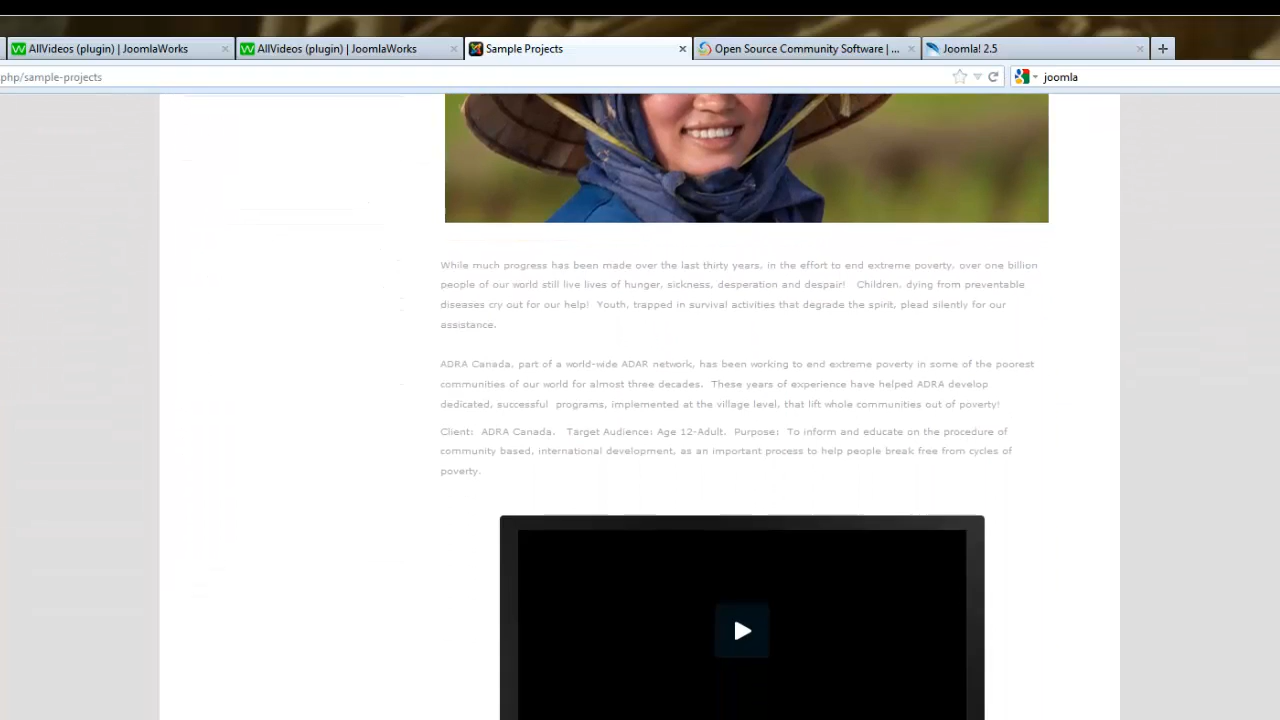 AllVideos (plugin) | JoomlaWorks
AllVideos (plugin) | JoomlaWorks
Sample Projects
Open Source Community Software | ...
Joomla! 2.5
php/sample-projects
joomla
While much progress has been made over the last thirty years, in the effort to end extreme poverty, over one billion
people of our world still live lives of hunger, sickness, desperation and despair! Children, dying from preventable
diseases cry out for our help! Youth, trapped in survival activities that degrade the spirit, plead silently for our
assistance.
ADRA Canada, part of a world-wide ADAR network, has been working to end extreme poverty in some of the poorest
communities of our world for almost three decades. These years of experience have helped ADRA develop
dedicated, successful programs, implemented at the village level, that lift whole communities out of poverty!
Client: ADRA Canada. Target Audience: Age 12-Adult. Purpose: To inform and educate on the procedure of
community based, international development, as an important process to help people break free from cycles of
poverty.